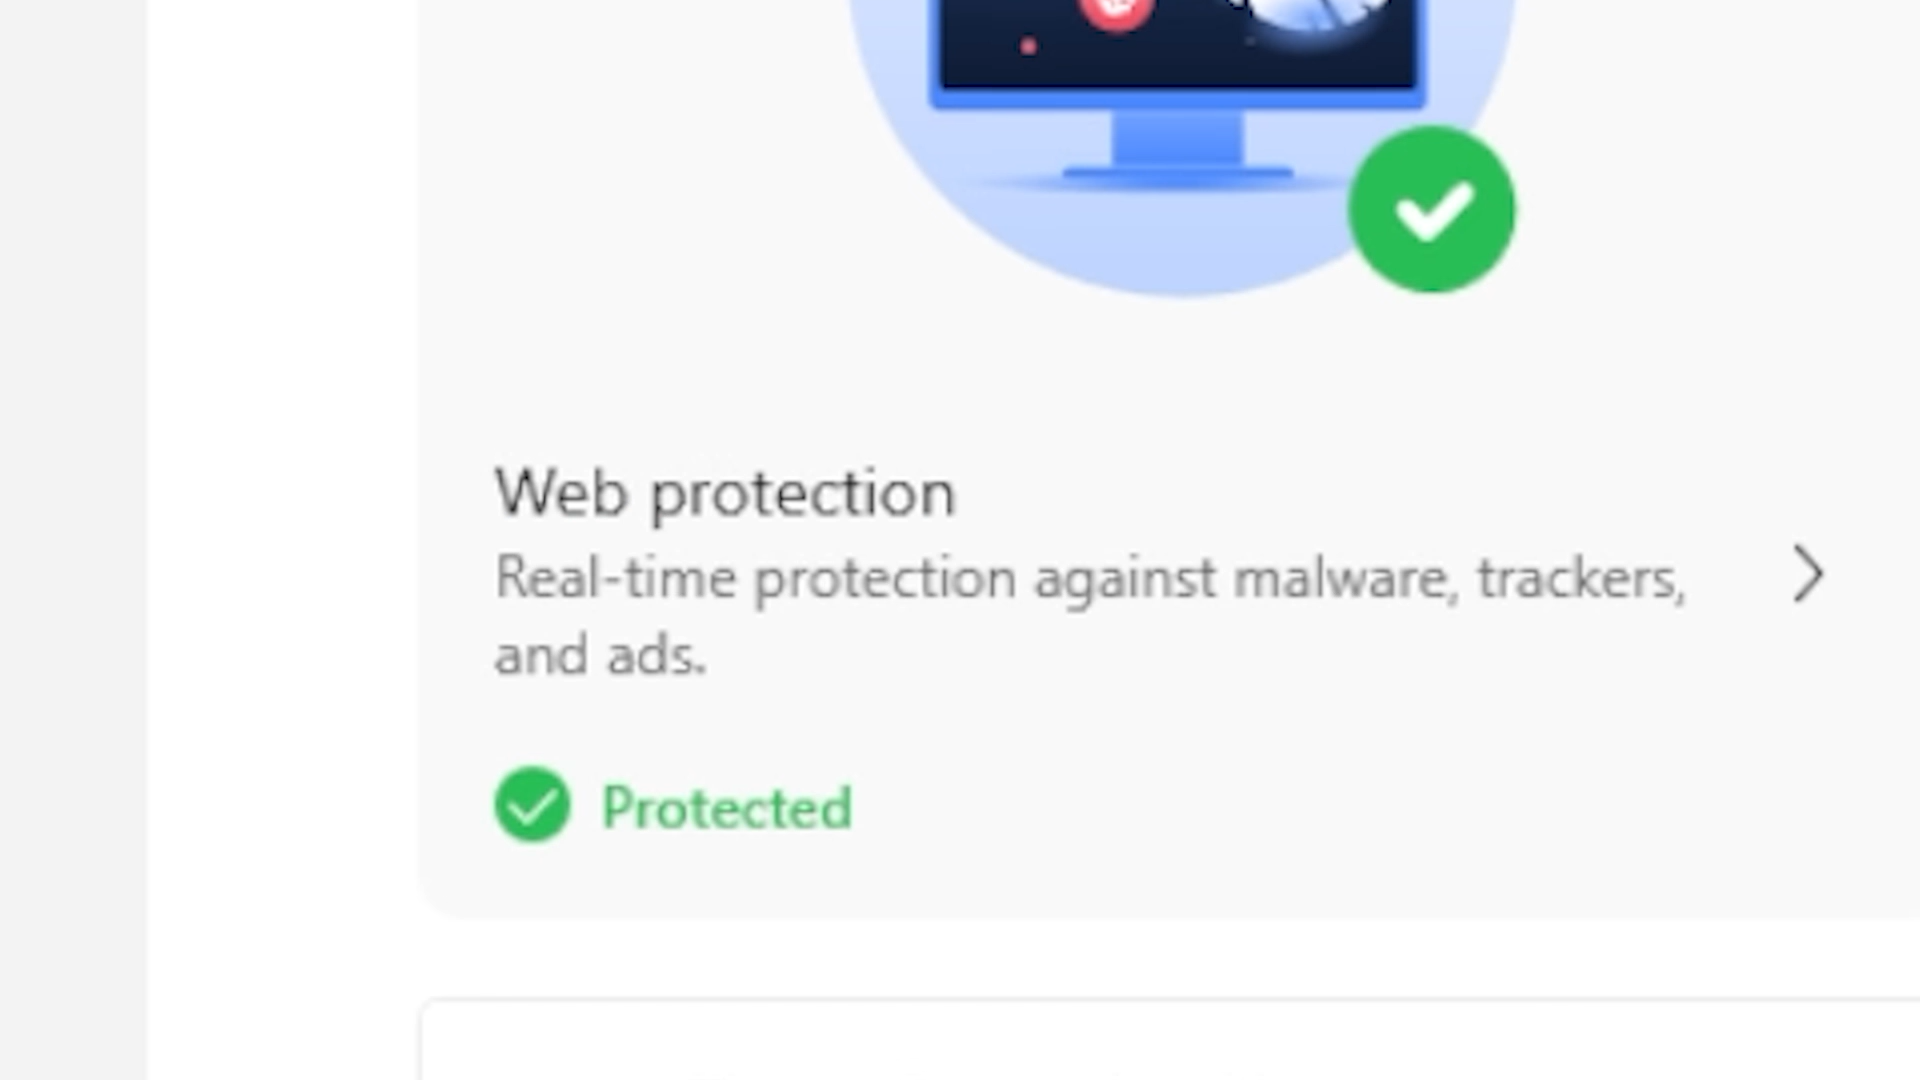 Web protection
Real-time protection against malware, trackers,
and ads.
Protected